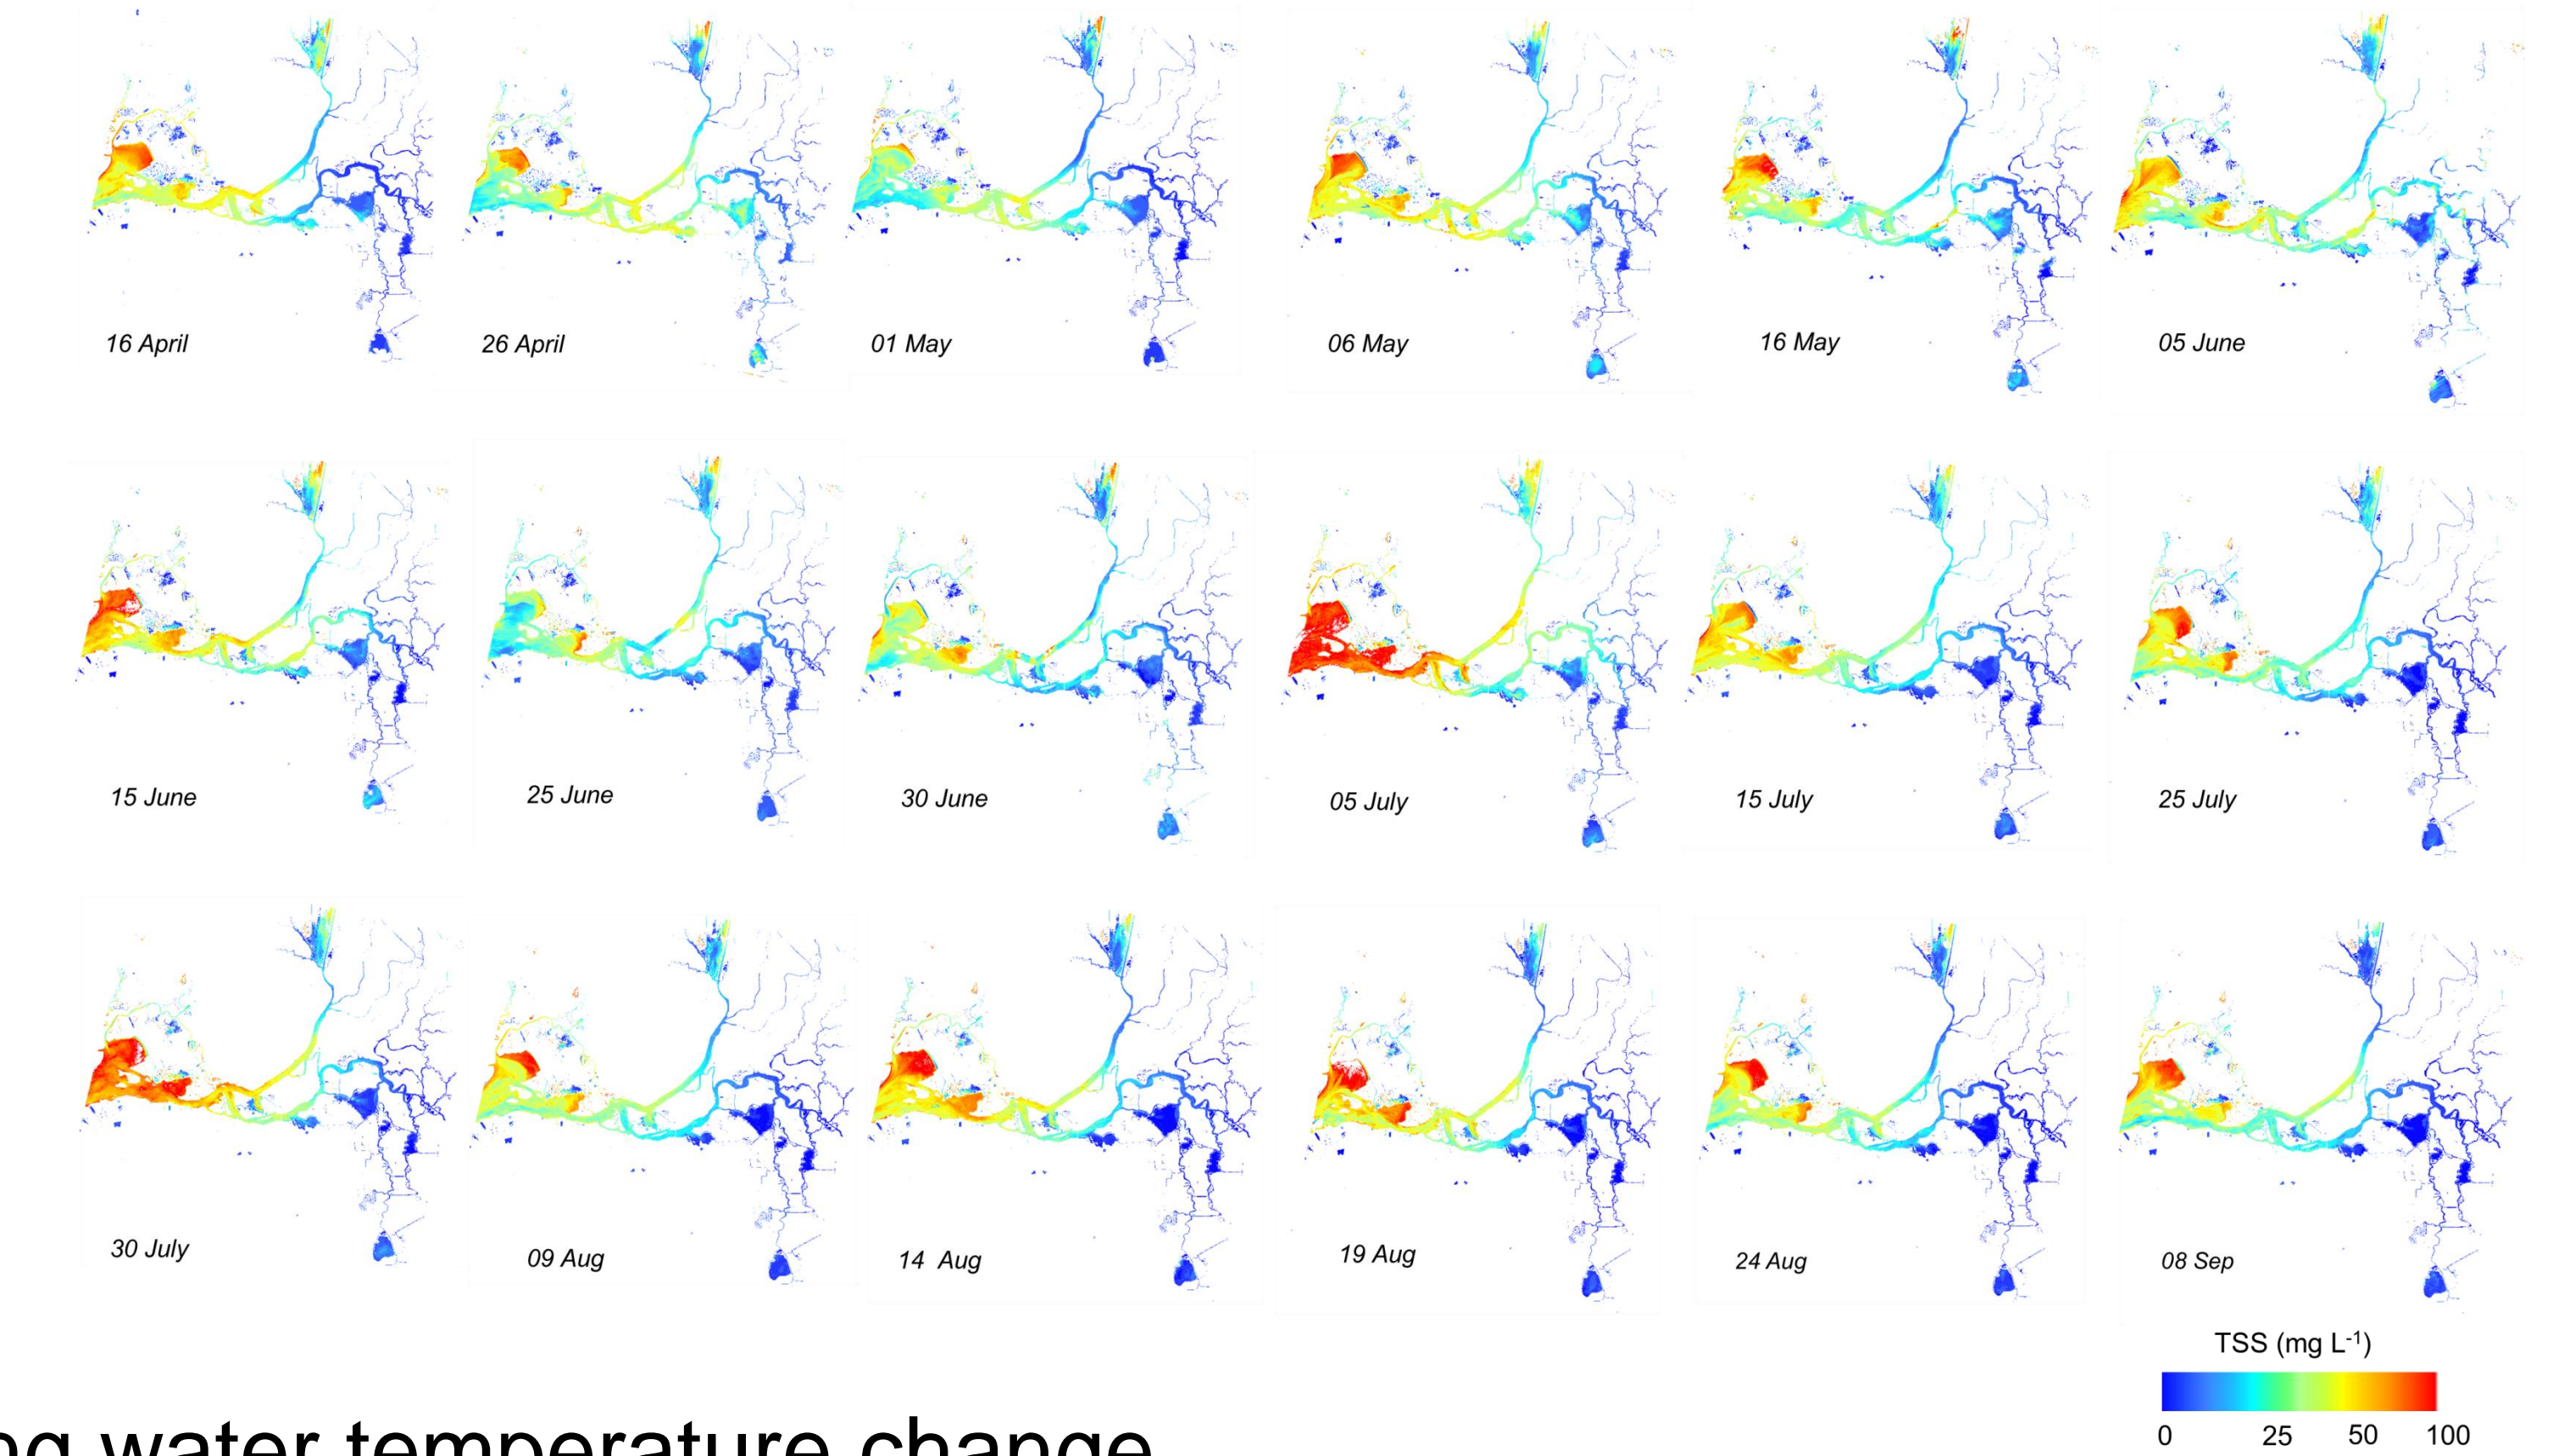 16 April
26 April
01 May
06 May
16 May
05 June
15 June
25 June
30 June
05 July
15 July
25 July
30 July
09 Aug
14 Aug
19 Aug
24 Aug
08 Sep
TSS (mg L-1)
0 25 50 100
water temperature change